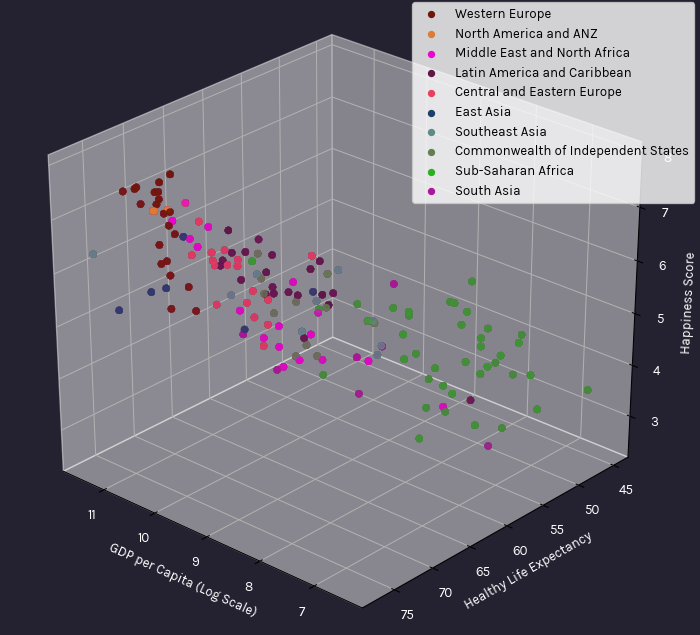 Western Europe
North America and ANZ
Middle East and North Africa
Latin America and Caribbean
Central and Eastern Europe
East Asia
Southeast Asia
Commonwealth of Independent States
Sub-Saharan Africa
South Asia
8
7
6
5
4
3
Happiness Score
11
10
9
8
7
GDP per Capita (Log Scale)
75
70
65
60
55
50
45
Healthy Life Expectancy